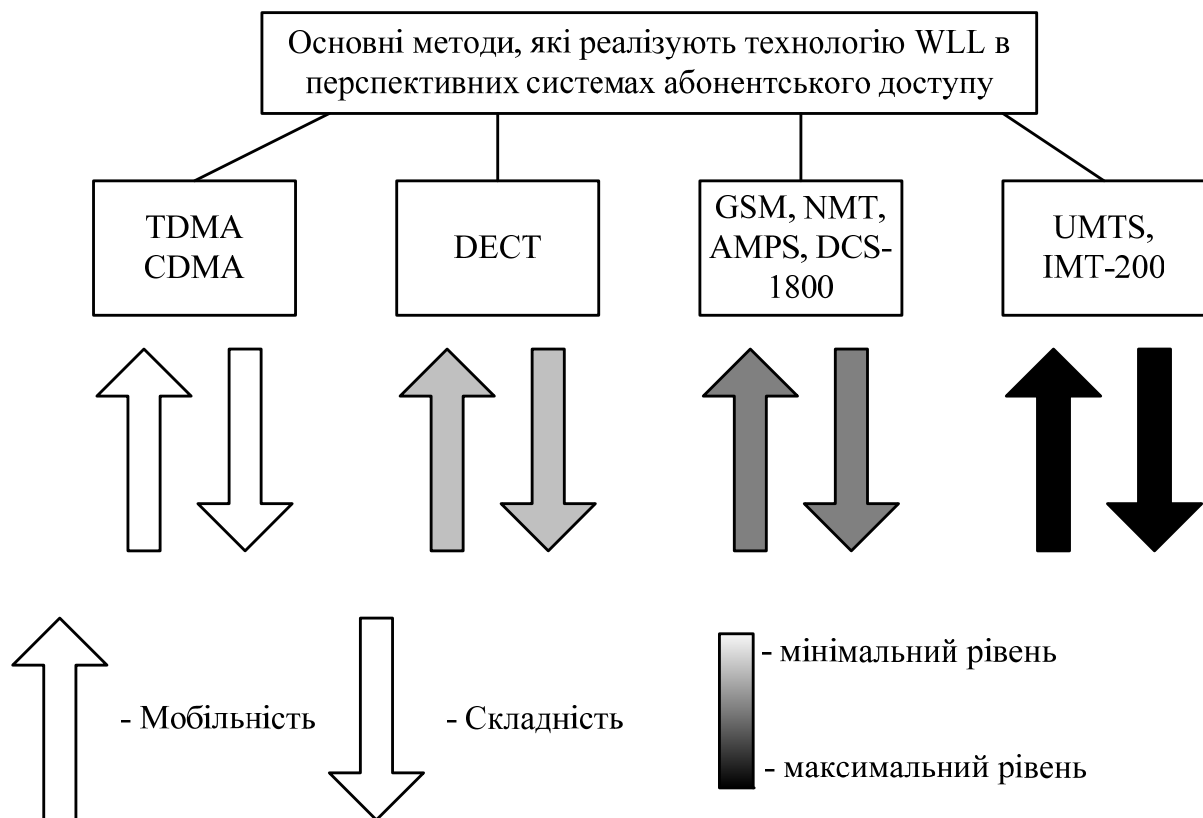 Основні методи, які реалізують технологію WLL в
перспективних системах абонентського доступу
TDMA
CDMA
DECT
GSM, NMT,
AMPS, DCS-
1800
UMTS,
IMT-200
- Мобільність
- Складність
- мінімальний рівень
- максимальний рівень